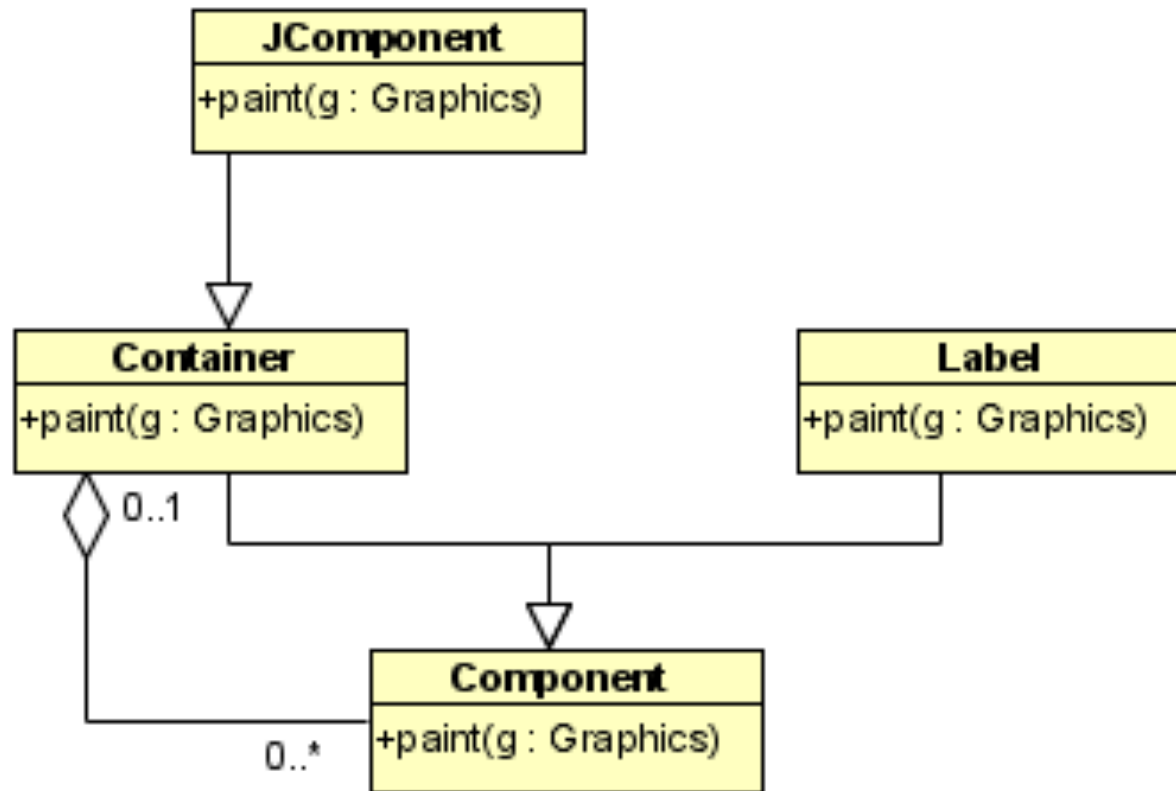 JComponent
+paint(g : Graphics)
Container
+paint(g : Graphics)
Label
+paint(g : Graphics)
0..1
Component
+paint(g : Graphics)
0..*